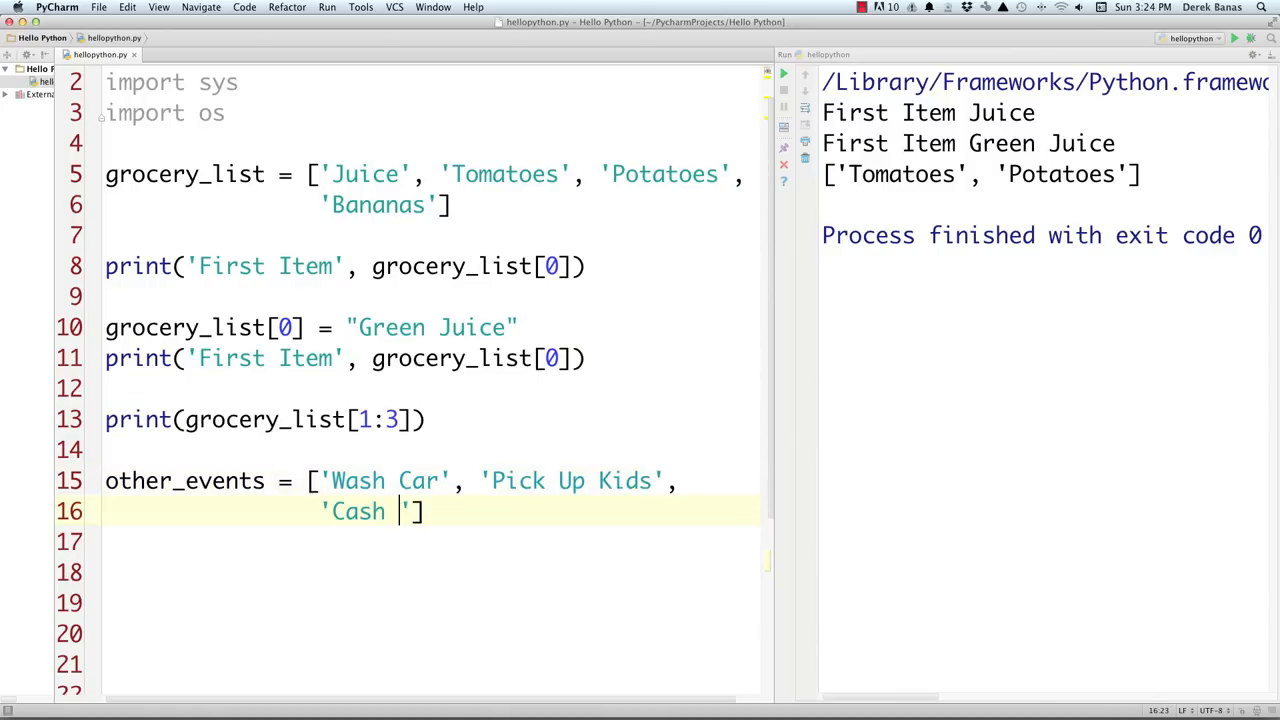 PyCharm File Edit View Navigate Code Refactor Run Tools VCS Window Help 10 Sun 3:24 PM Derek Banas
hellopython.py – Hello Python – [~/PycharmProjects/Hello Python]
Hello Python hellopython.py hellopython
hellopython.py Run hellopython
Hello P
hello
Externa
2 import sys
3 import os
4
5 grocery_list = ['Juice', 'Tomatoes', 'Potatoes',
6 'Bananas']
7
8 print('First Item', grocery_list[0])
9
10 grocery_list[0] = "Green Juice"
11 print('First Item', grocery_list[0])
12
13 print(grocery_list[1:3])
14
15 other_events = ['Wash Car', 'Pick Up Kids',
16 'Cash ']
17
18
19
20
21
22
/Library/Frameworks/Python.framewo
First Item Juice
First Item Green Juice
['Tomatoes', 'Potatoes']
Process finished with exit code 0
16:23 LF UTF-8